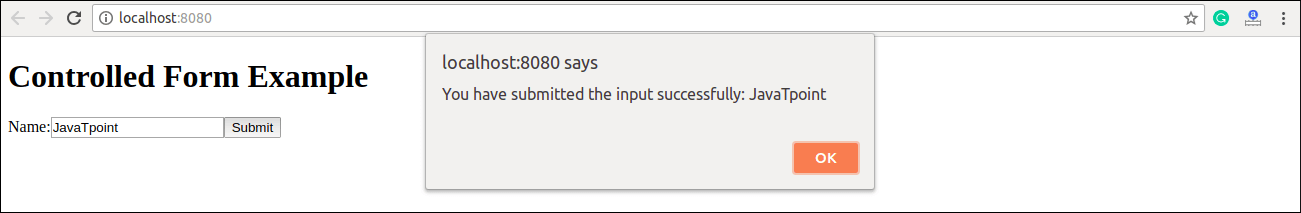 localhost:8080
localhost:8080 says
You have submitted the input successfully: JavaTpoint
OK
Controlled Form Example
Name:JavaTpoint Submit